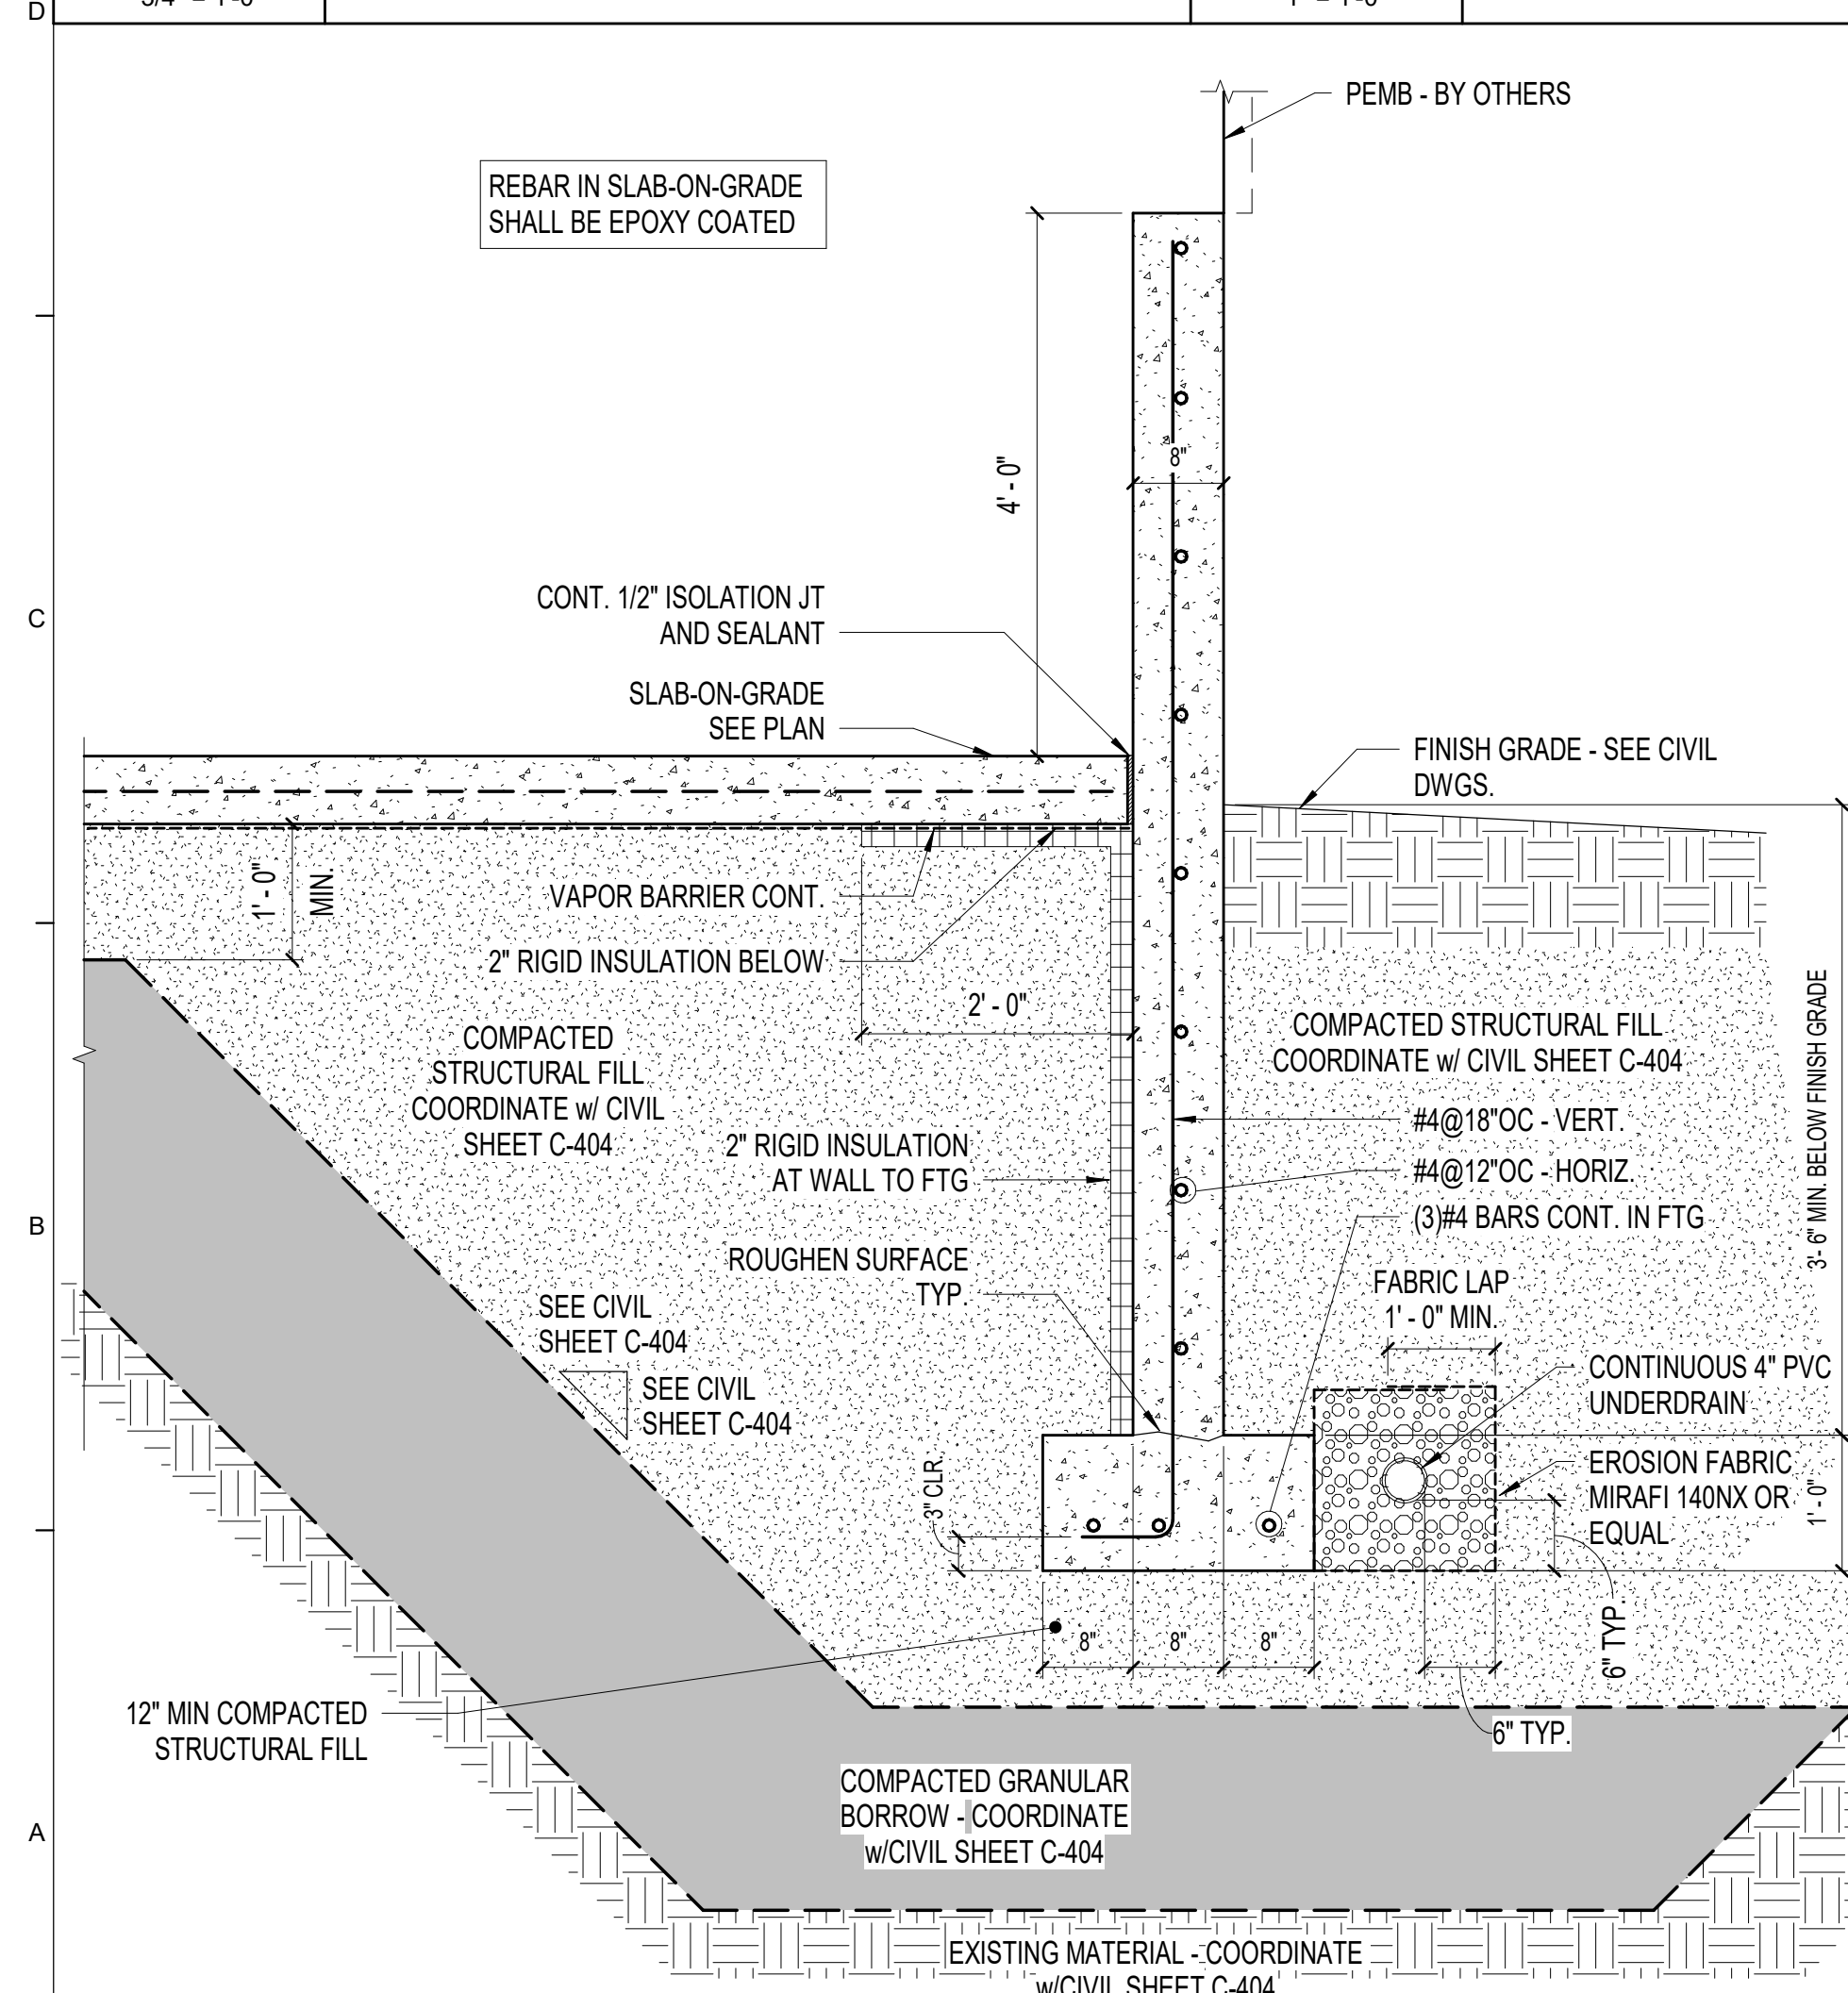 D
PEMB - BY OTHERS
REBAR IN SLAB-ON-GRADE
SHALL BE EPOXY COATED
8"
4' - 0"
CONT. 1/2" ISOLATION JT
AND SEALANT
C
SLAB-ON-GRADE
SEE PLAN
FINISH GRADE - SEE CIVIL
DWGS.
1' - 0"
MIN.
VAPOR BARRIER CONT.
2" RIGID INSULATION BELOW
2' - 0"
COMPACTED
STRUCTURAL FILL
COORDINATE w/ CIVIL
SHEET C-404
COMPACTED STRUCTURAL FILL
COORDINATE w/ CIVIL SHEET C-404
3'- 6" MIN. BELOW FINISH GRADE
#4@18"OC - VERT.
2" RIGID INSULATION
AT WALL TO FTG
#4@12"OC - HORIZ.
(3)#4 BARS CONT. IN FTG
B
ROUGHEN SURFACE
TYP.
FABRIC LAP
1' - 0" MIN.
SEE CIVIL
SHEET C-404
SEE CIVIL
SHEET C-404
CONTINUOUS 4" PVC
UNDERDRAIN
EROSION FABRIC
MIRAFI 140NX OR
EQUAL
1' - 0"
3" CLR.
8"
8"
8"
6" TYP.
6" TYP.
12" MIN COMPACTED
STRUCTURAL FILL
COMPACTED GRANULAR
BORROW - COORDINATE
w/CIVIL SHEET C-404
A
EXISTING MATERIAL - COORDINATE
w/CIVIL SHEET C-404